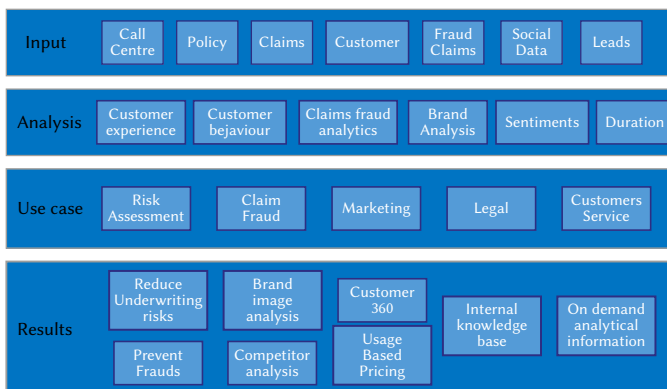 Input
Call
Centre
Policy
Claims
Customer
Fraud
Claims
Social
Data
Leads
Analysis
Customer
experience
Customer
bejaviour
Claims fraud
analytics
Brand
Analysis
Sentiments
Duration
Use case
Risk
Assessment
Claim
Fraud
Marketing
Legal
Customers
Service
Results
Reduce
Underwriting
risks
Brand
image
analysis
Customer
360
Internal
knowledge
base
On demand
analytical
information
Prevent
Frauds
Competitor
analysis
Usage
Based
Pricing